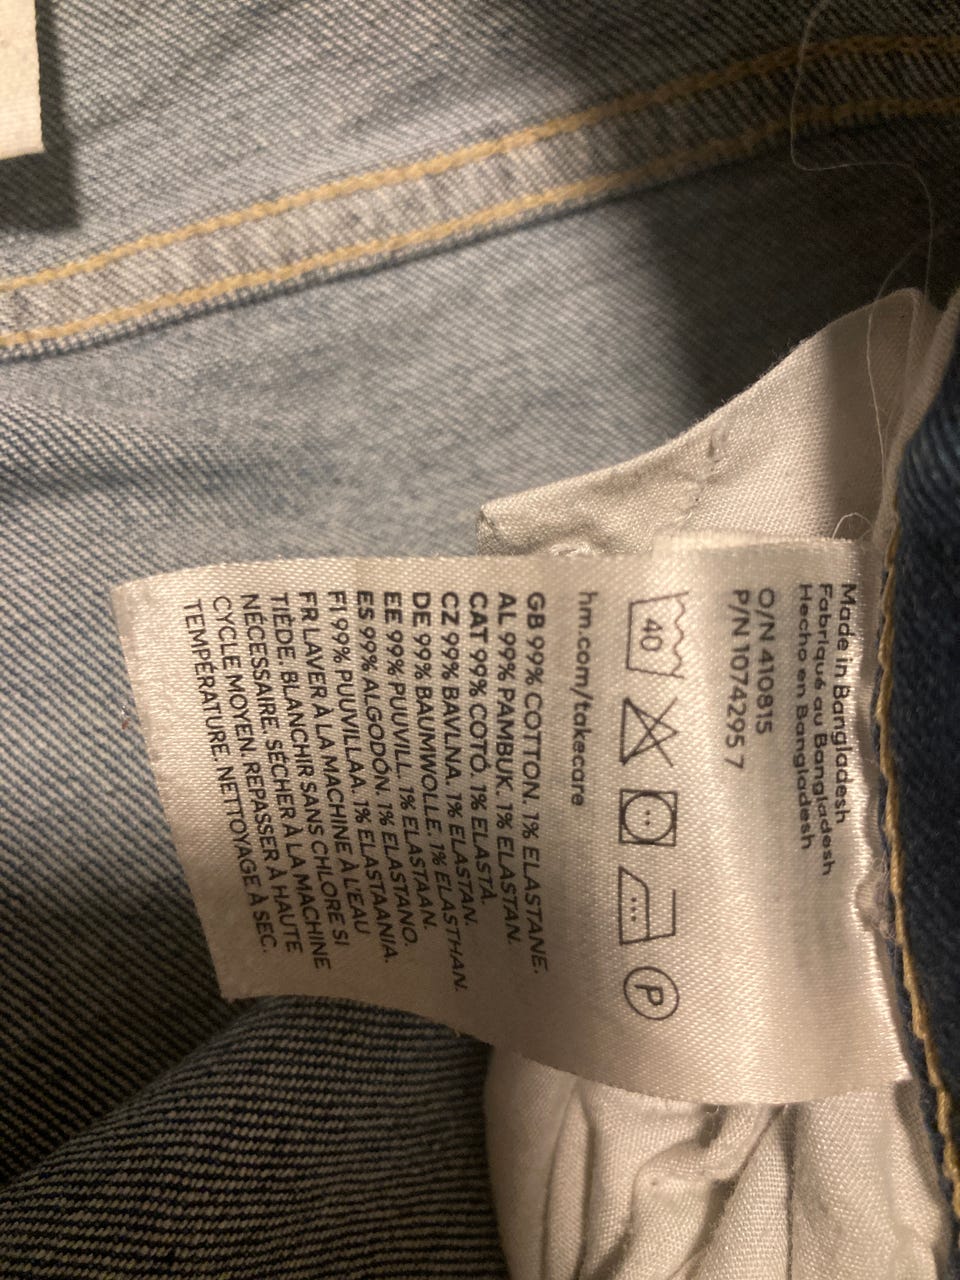 Made in Bangladesh
Fabriqué au Bangladesh
Hecho en Bangladesh
O/N 410815
P/N 1074295 7
40
P
hm.com/takecare
GB 99% COTTON. 1% ELASTANE.
AL 99% PAMBUK. 1% ELASTAN.
CAT 99% COTÓ. 1% ELASTÀ.
CZ 99% BAVLNA. 1% ELASTAN.
DE 99% BAUMWOLLE. 1% ELASTHAN.
EE 99% PUUVILL. 1% ELASTAAN.
ES 99% ALGODÓN. 1% ELASTANO.
FI 99% PUUVILLAA. 1% ELASTAANIA.
FR LAVER À LA MACHINE À L'EAU
TIÈDE. BLANCHIR SANS CHLORE SI
NÉCESSAIRE. SÉCHER À LA MACHINE
CYCLE MOYEN. REPASSER À HAUTE
TEMPÉRATURE. NETTOYAGE À SEC.